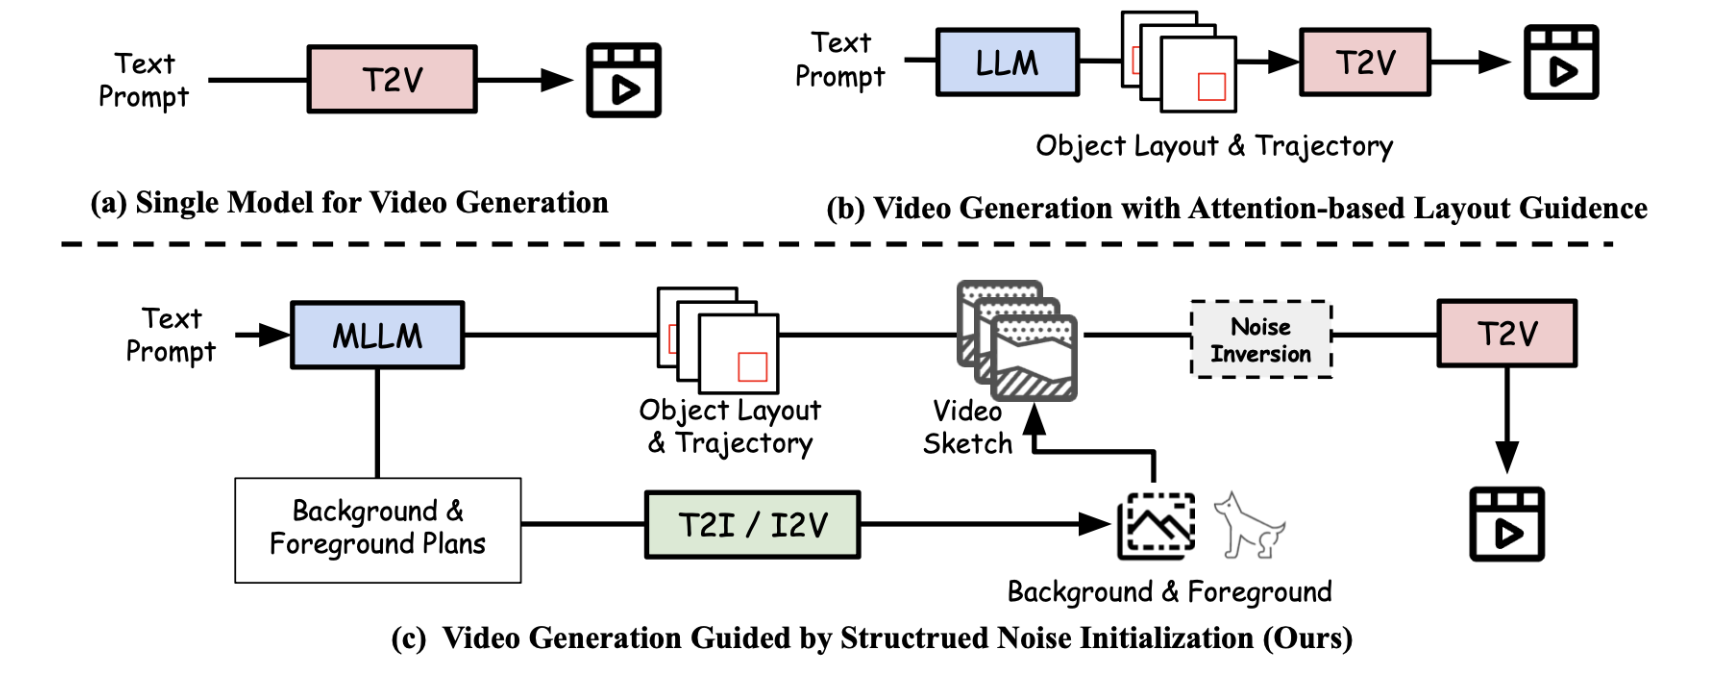 Text
Prompt
T2V
(a) Single Model for Video Generation
Text
Prompt
LLM
T2V
Object Layout & Trajectory
(b) Video Generation with Attention-based Layout Guidence
Text
Prompt
MLLM
Object Layout
& Trajectory
Video
Sketch
Noise
Inversion
T2V
Background &
Foreground Plans
T2I / I2V
Background & Foreground
(c) Video Generation Guided by Structrued Noise Initialization (Ours)